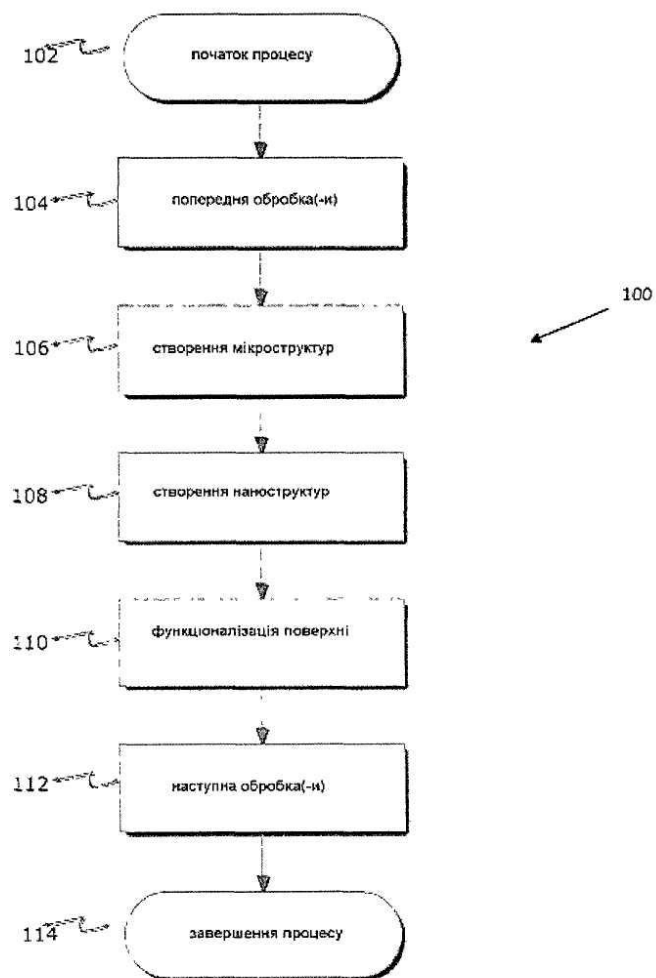 102 початок процесу
104 попередня обробка(-и)
100
106 створення мікроструктур
108 створення наноструктур
110 функціоналізація поверхні
112 наступна обробка(-и)
114 завершення процесу